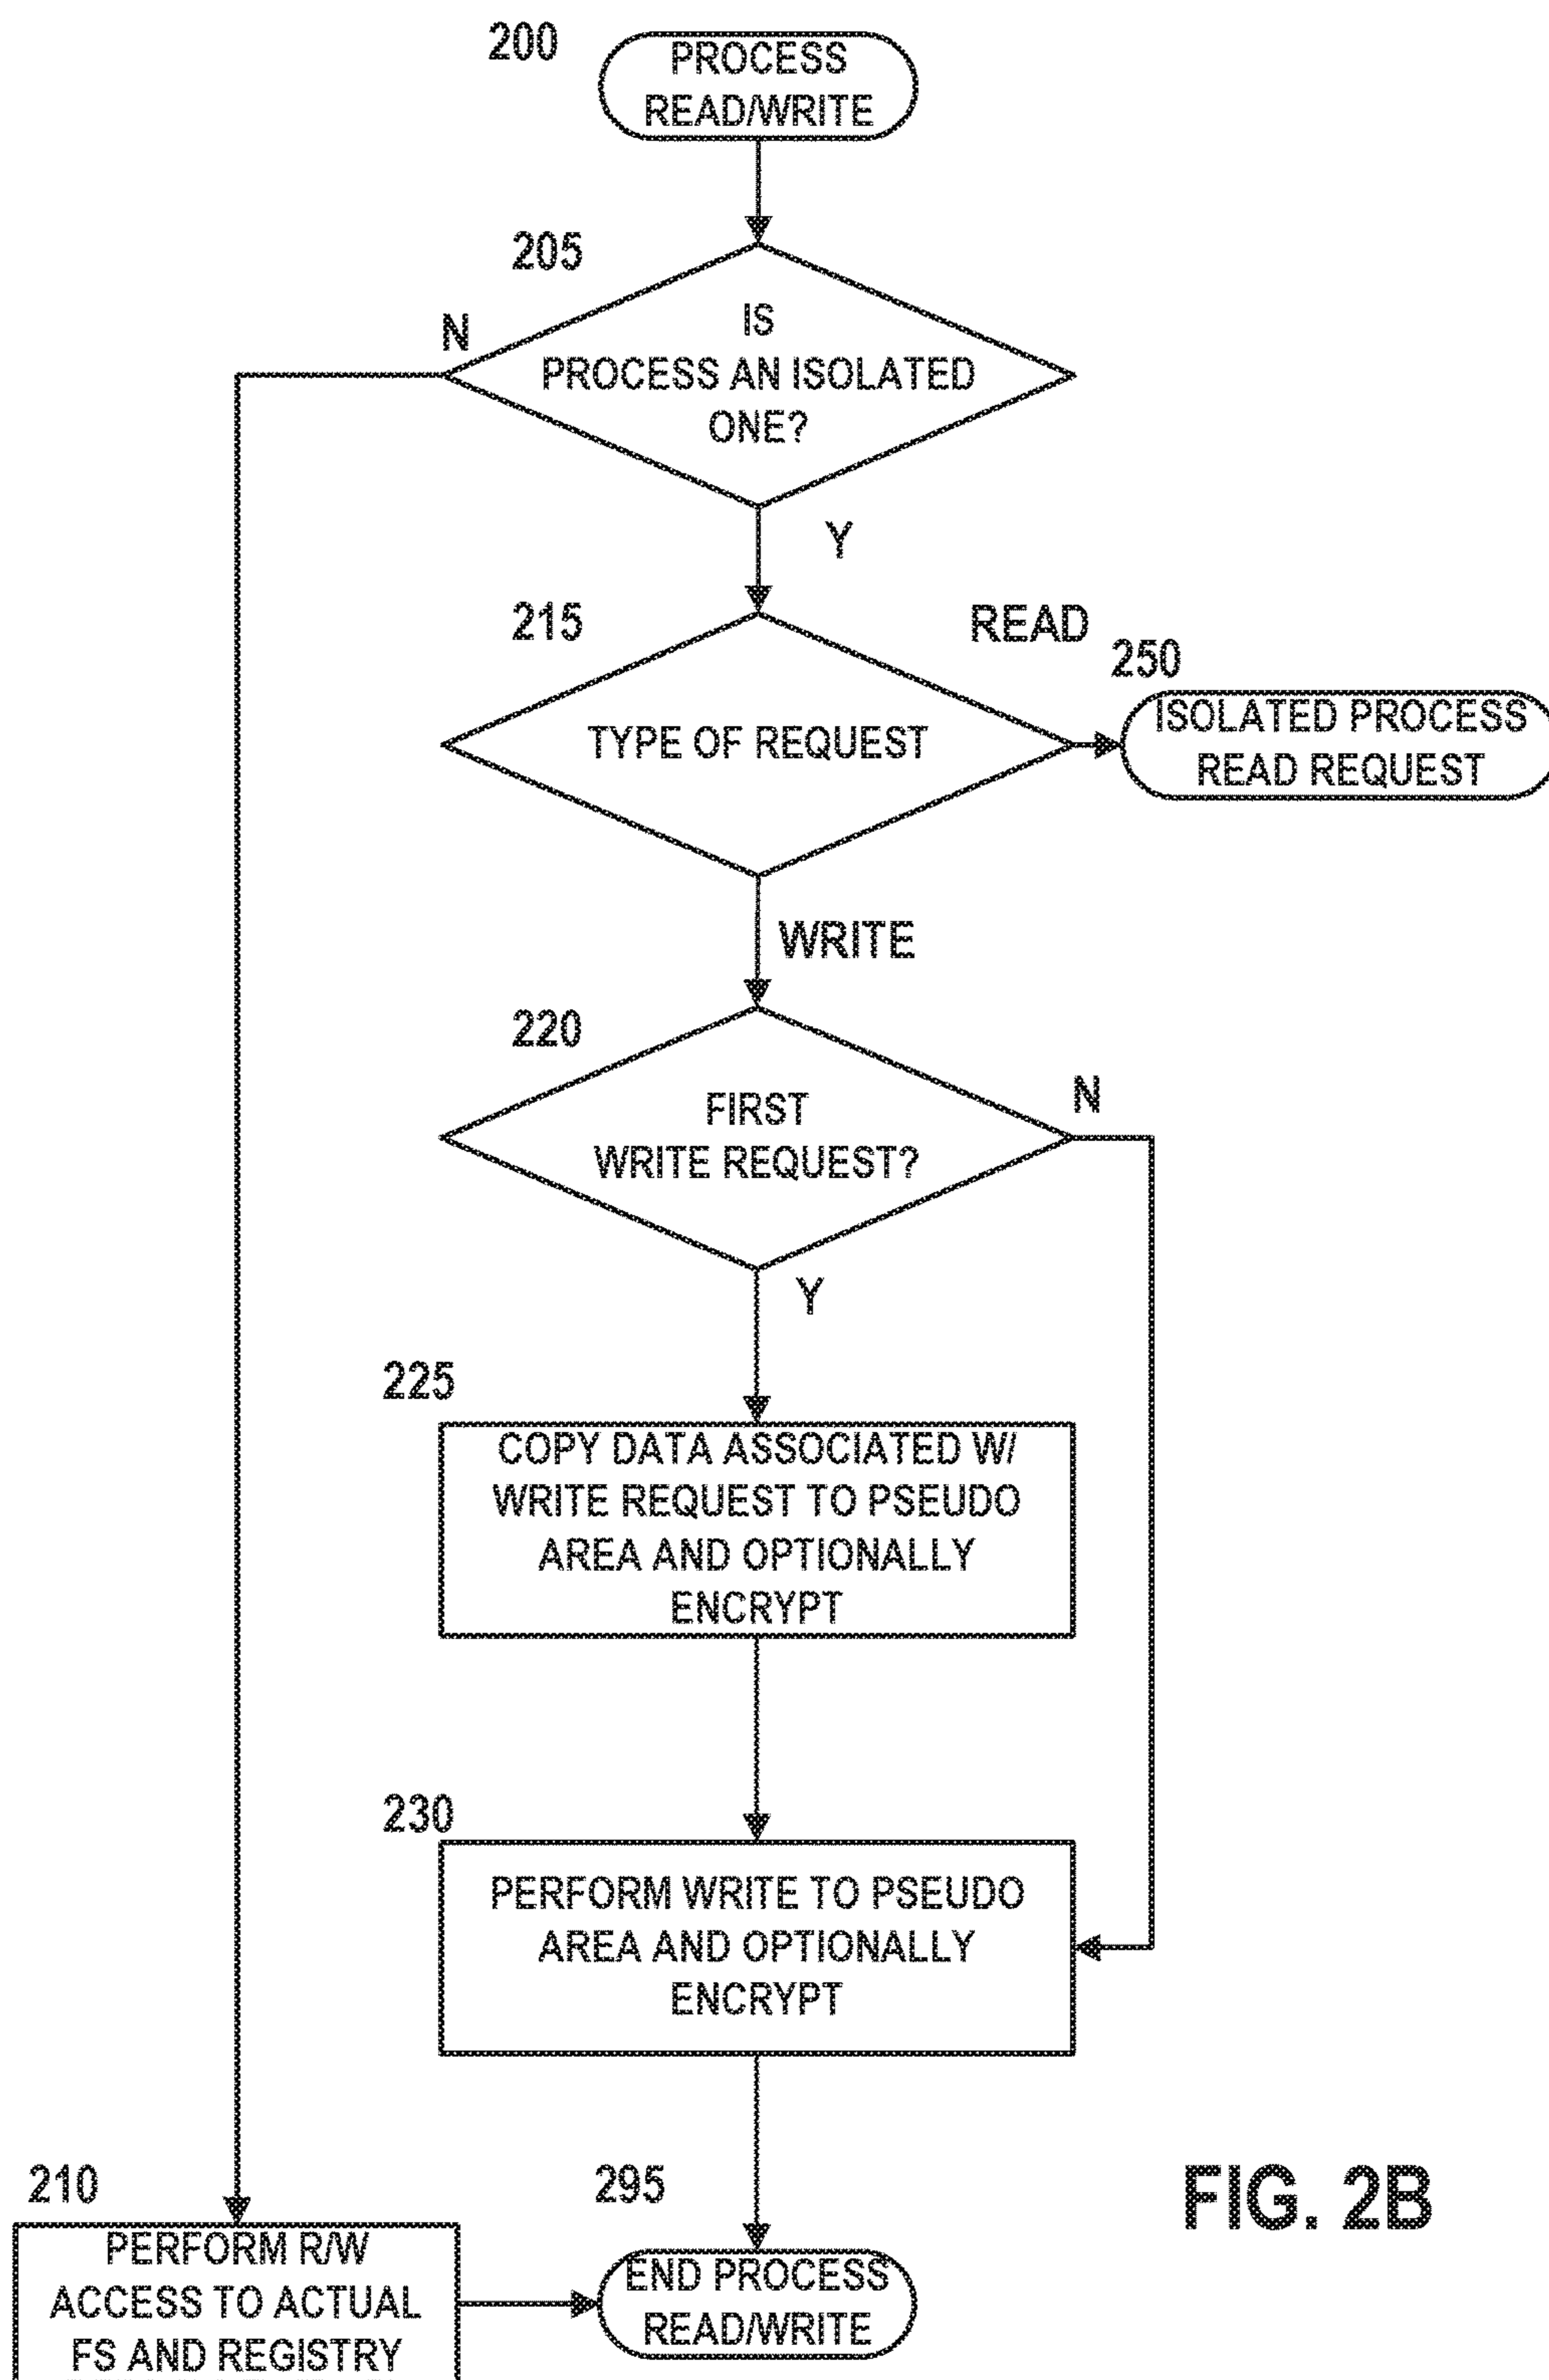 200
PROCESS
READ/WRITE
205
N
IS
PROCESS AN ISOLATED
ONE?
Y
215
READ
250
TYPE OF REQUEST
ISOLATED PROCESS
READ REQUEST
WRITE
220
N
FIRST
WRITE REQUEST?
Y
225
COPY DATA ASSOCIATED W/
WRITE REQUEST TO PSEUDO
AREA AND OPTIONALLY
ENCRYPT
230
PERFORM WRITE TO PSEUDO
AREA AND OPTIONALLY
ENCRYPT
210
295
FIG. 2B
PERFORM R/W
ACCESS TO ACTUAL
FS AND REGISTRY
END PROCESS
READ/WRITE